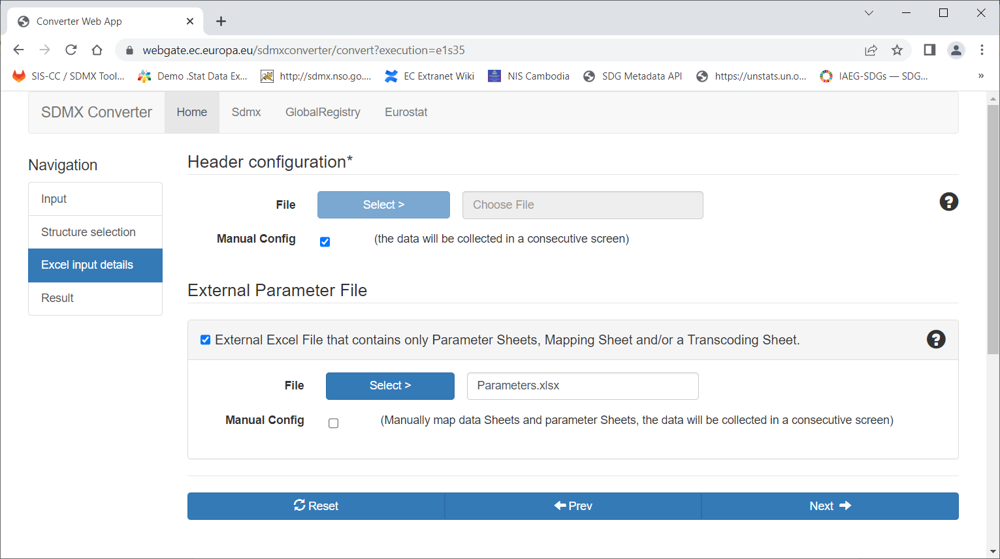 Converter Web App
webgate.ec.europa.eu/sdmxconverter/convert?execution=e1s35
SIS-CC / SDMX Tool... Demo .Stat Data Ex... http://sdmx.nso.go.... EC Extranet Wiki NIS Cambodia SDG Metadata API https://unstats.un.o... IAEG-SDGs — SDG... »
SDMX Converter Home Sdmx GlobalRegistry Eurostat
Navigation
Input
Structure selection
Excel input details
Result
Header configuration*
File Select > Choose File ?
Manual Config (the data will be collected in a consecutive screen)
External Parameter File
External Excel File that contains only Parameter Sheets, Mapping Sheet and/or a Transcoding Sheet. ?
File Select > Parameters.xlsx
Manual Config (Manually map data Sheets and parameter Sheets, the data will be collected in a consecutive screen)
Reset Prev Next